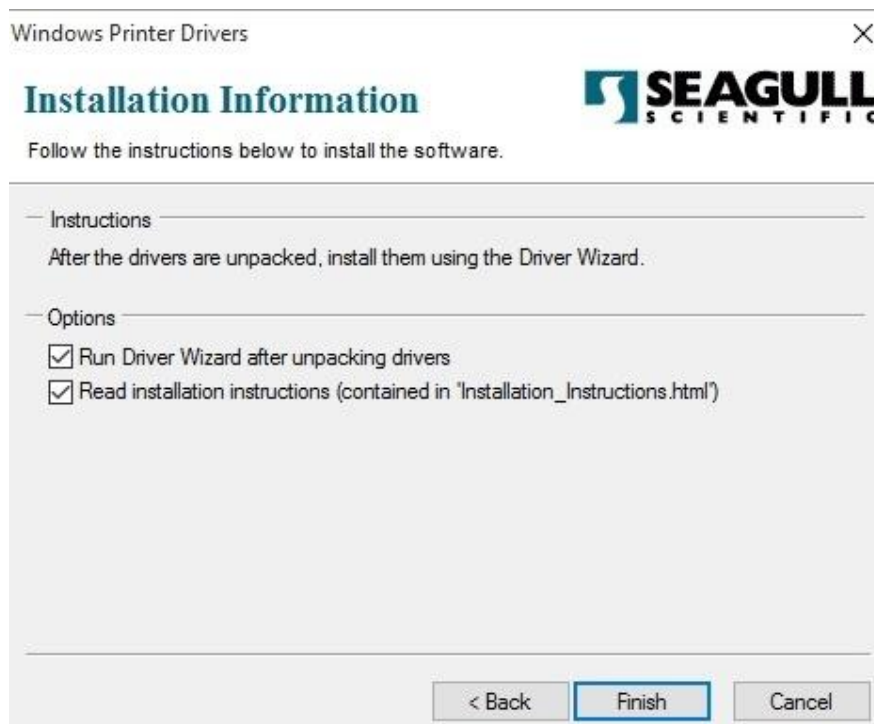 Windows Printer Drivers
Installation Information
SEAGULL
SCIENTIFIC
Follow the instructions below to install the software.
Instructions
After the drivers are unpacked, install them using the Driver Wizard.
Options
Run Driver Wizard after unpacking drivers
Read installation instructions (contained in 'Installation_Instructions.html')
< Back
Finish
Cancel